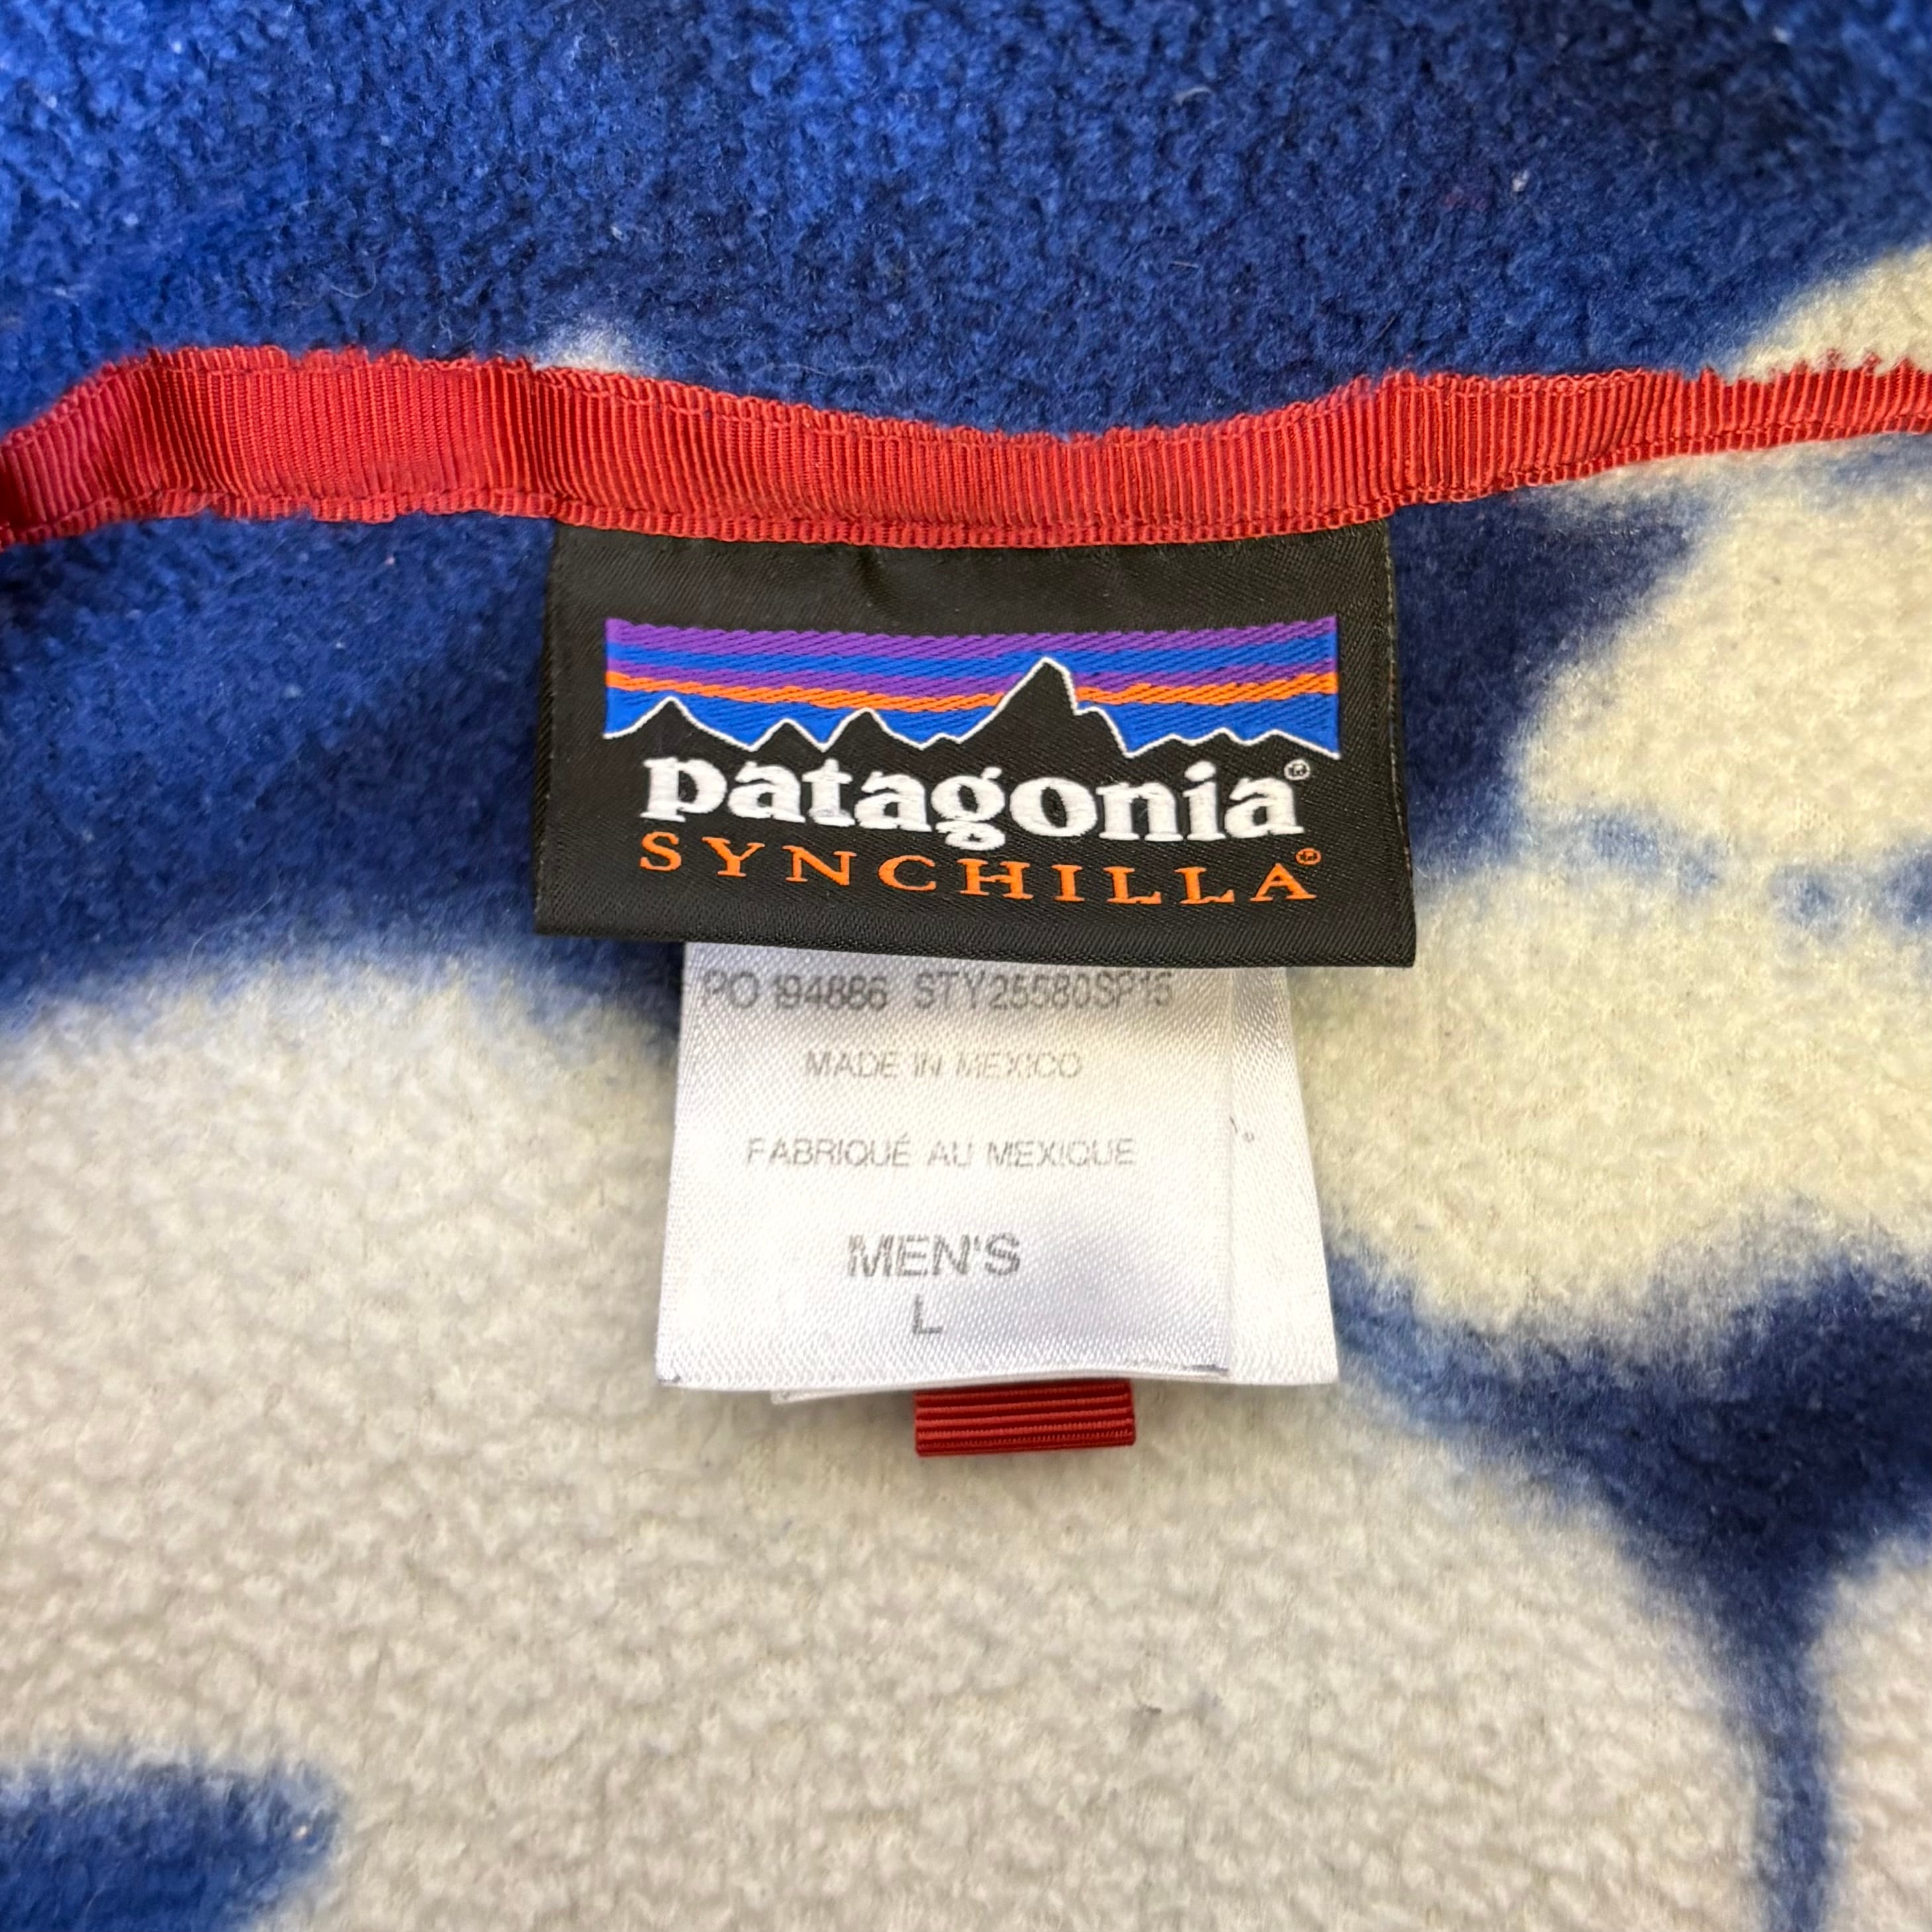 patagonia®
SYNCHILLA®
PO 194886 STY25580SP15
MADE IN MEXICO
FABRIQUÉ AU MEXIQUE
MEN'S
L